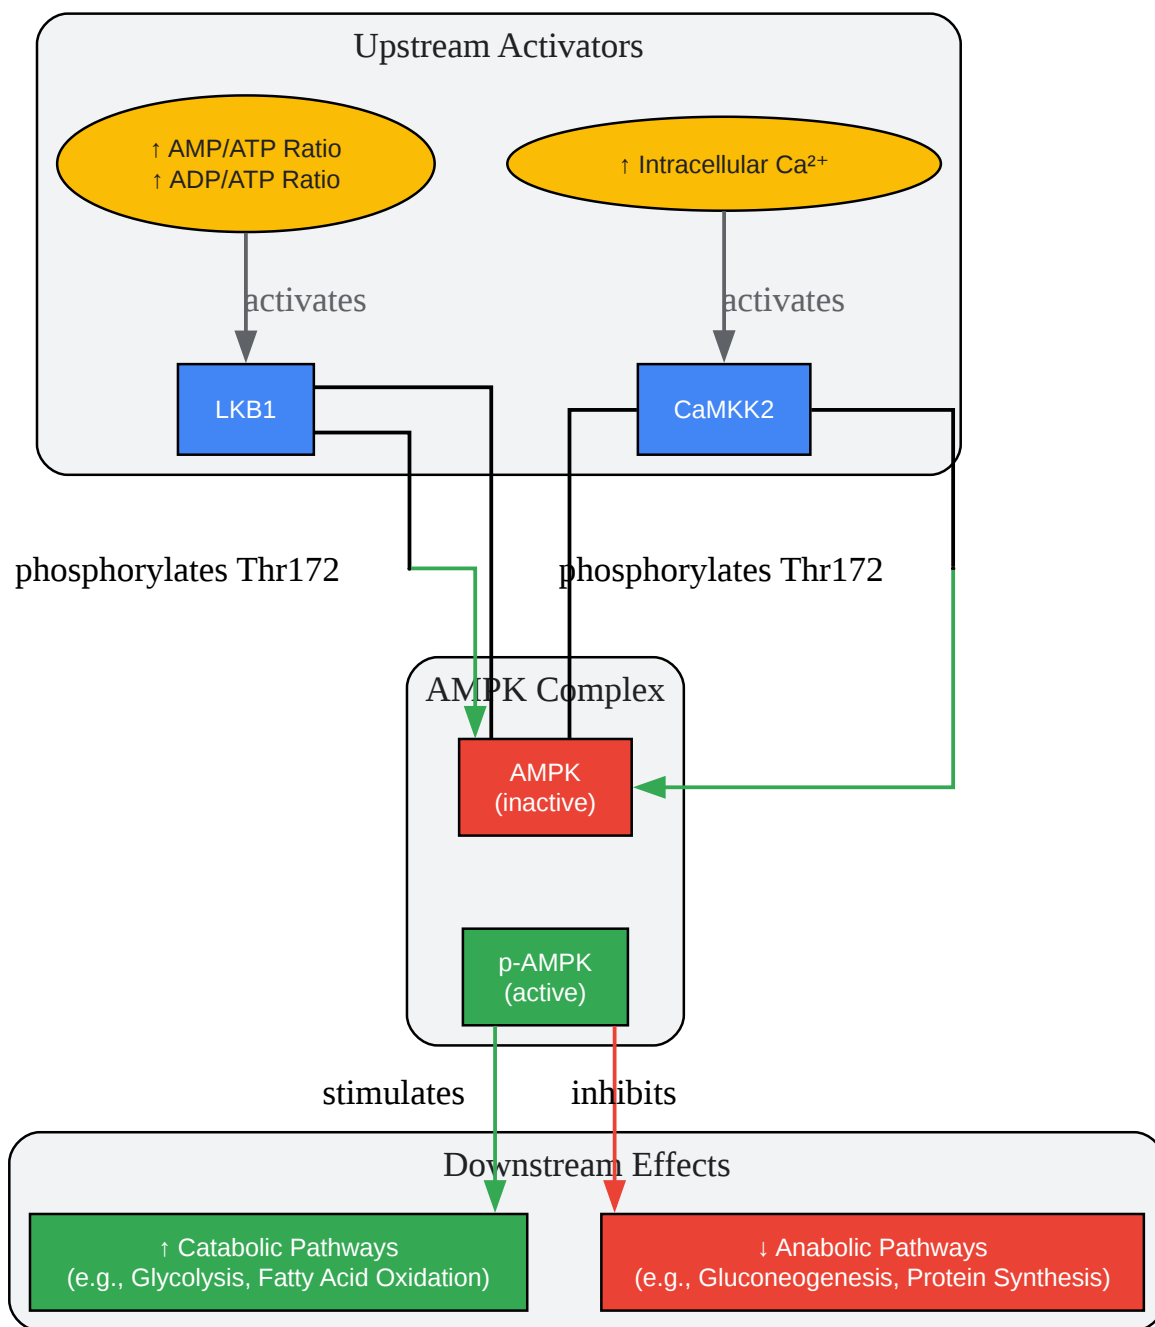 Upstream Activators
↑ AMP/ATP Ratio
↑ ADP/ATP Ratio
↑ Intracellular Ca²⁺
activates
activates
LKB1
CaMKK2
phosphorylates Thr172
phosphorylates Thr172
AMPK Complex
AMPK
(inactive)
p-AMPK
(active)
stimulates
inhibits
Downstream Effects
↑ Catabolic Pathways
(e.g., Glycolysis, Fatty Acid Oxidation)
↓ Anabolic Pathways
(e.g., Gluconeogenesis, Protein Synthesis)